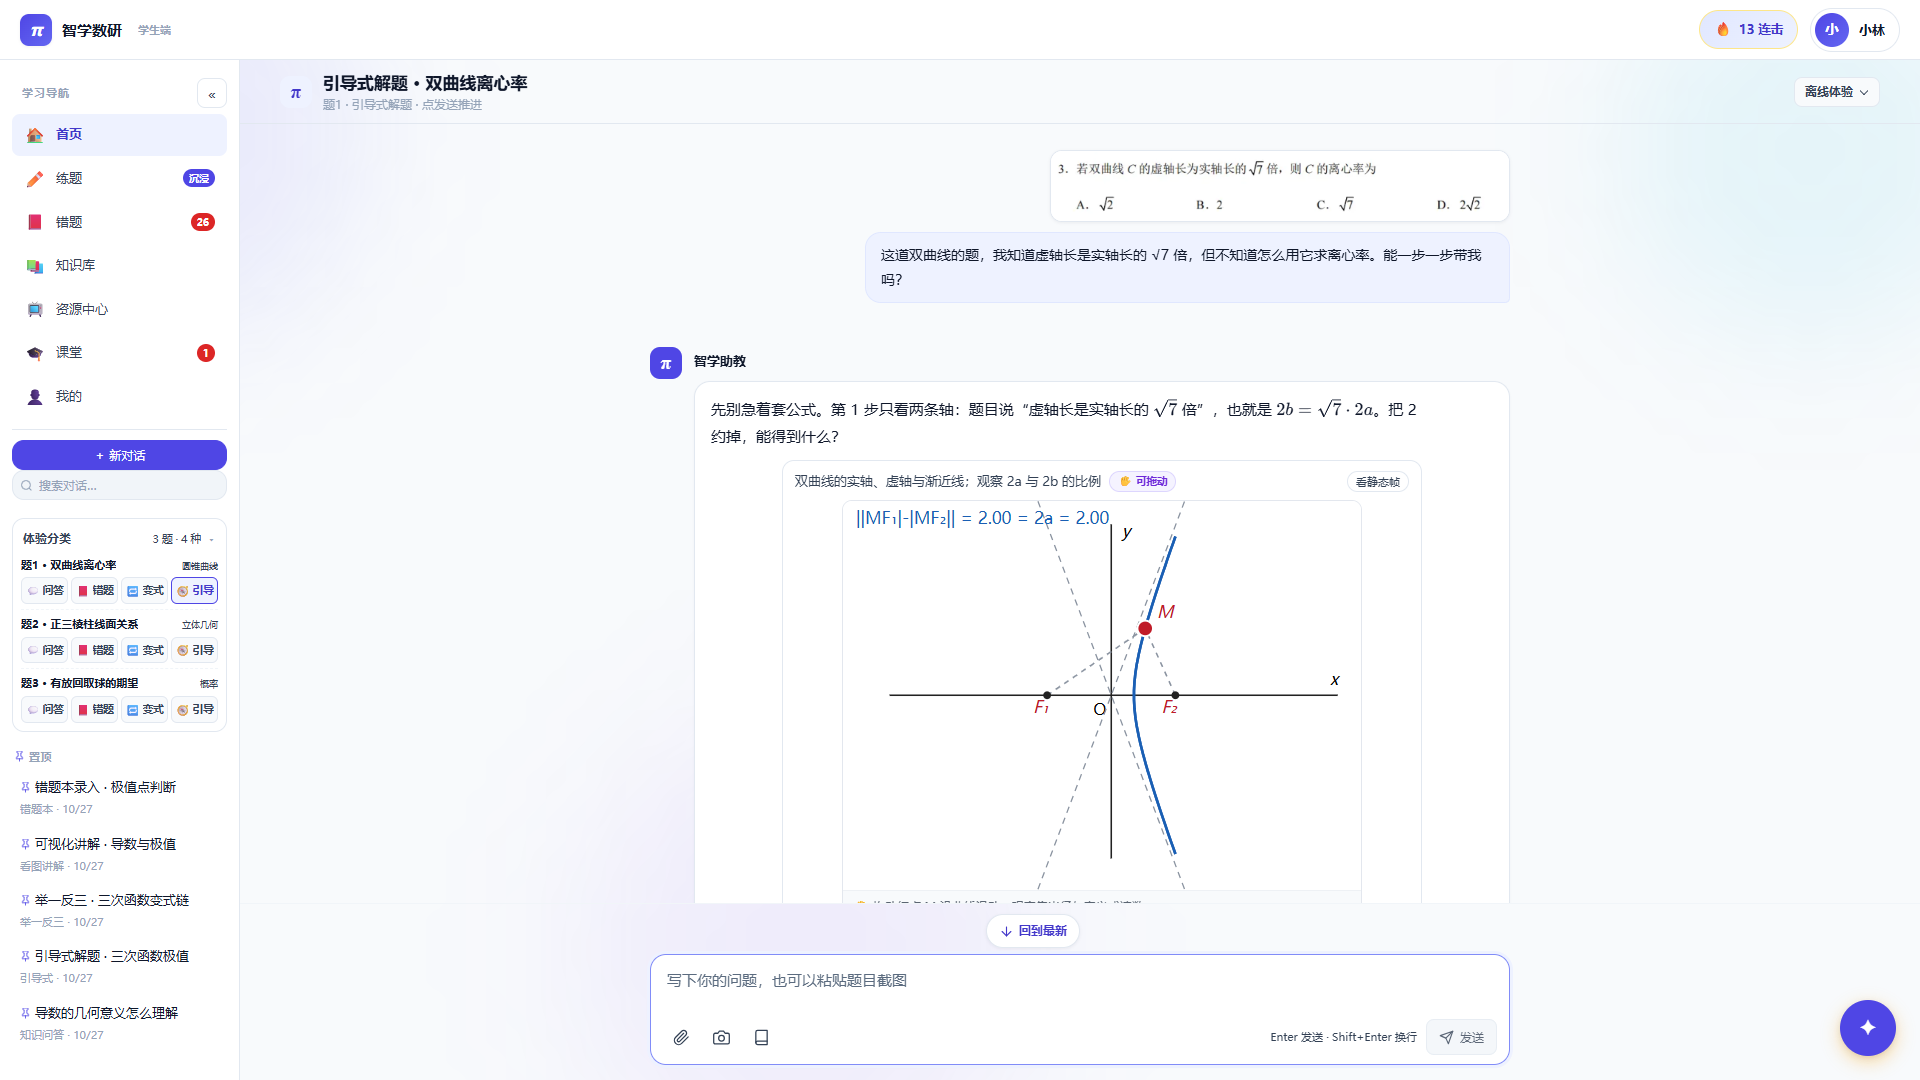 π 智学数研 学生端
13 连击
小 小林
学习导航
«
首页
练题 沉浸
错题 26
知识库
资源中心
课堂 1
我的
+ 新对话
搜索对话...
体验分类 3 题 · 4 种
题1 • 双曲线离心率 圆锥曲线
问答 错题 变式 引导
题2 • 正三棱柱线面关系 立体几何
问答 错题 变式 引导
题3 • 有放回取球的期望 概率
问答 错题 变式 引导
置顶
错题本录入 · 极值点判断
错题本 · 10/27
可视化讲解 · 导数与极值
看图讲解 · 10/27
举一反三 · 三次函数变式链
举一反三 · 10/27
引导式解题 · 三次函数极值
引导式 · 10/27
导数的几何意义怎么理解
知识问答 · 10/27
π 引导式解题 • 双曲线离心率
题1 · 引导式解题 · 点发送推进
离线体验
3. 若双曲线 C 的虚轴长为实轴长的 √7 倍，则 C 的离心率为
A. √2 B. 2 C. √7 D. 2√2
这道双曲线的题，我知道虚轴长是实轴长的 √7 倍，但不知道怎么用它求离心率。能一步一步带我
吗？
π 智学助教
先别急着套公式。第 1 步只看两条轴：题目说“虚轴长是实轴长的 √7 倍”，也就是 2b = √7 · 2a。把 2
约掉，能得到什么？
双曲线的实轴、虚轴与渐近线；观察 2a 与 2b 的比例 可拖动 看静态帧
||MF₁|-|MF₂|| = 2.00 = 2a = 2.00
y
M
x
F₁ O F₂
回到最新
写下你的问题，也可以粘贴题目截图
Enter 发送 · Shift+Enter 换行 发送